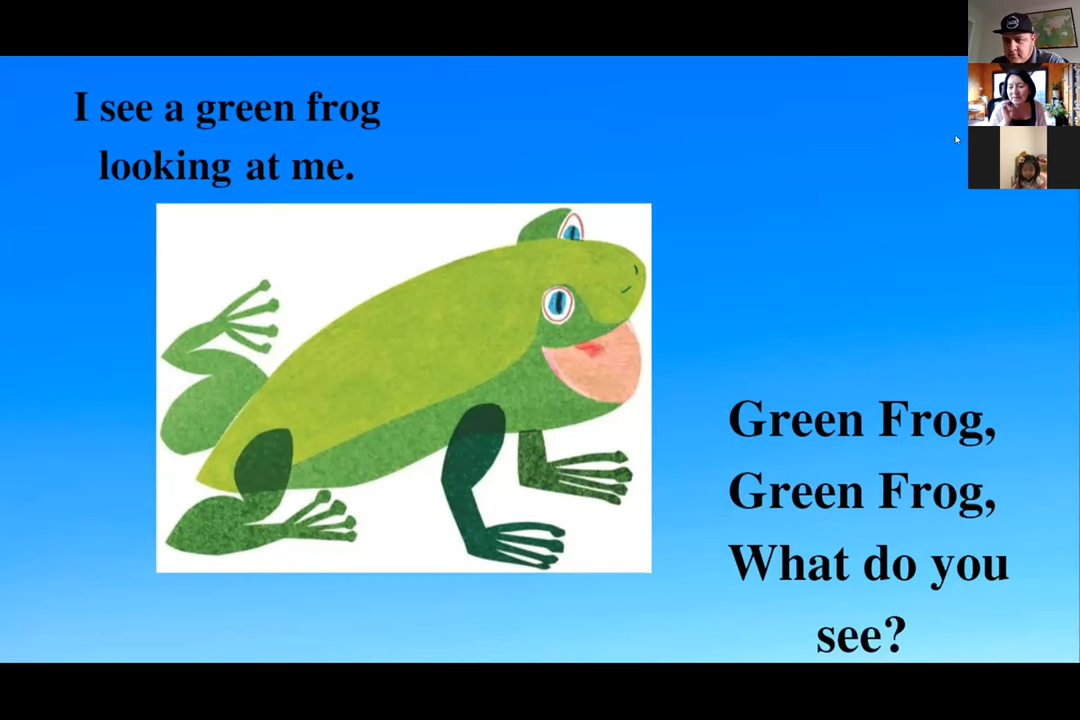 I see a green frog
looking at me.
Green Frog,
Green Frog,
What do you
see?